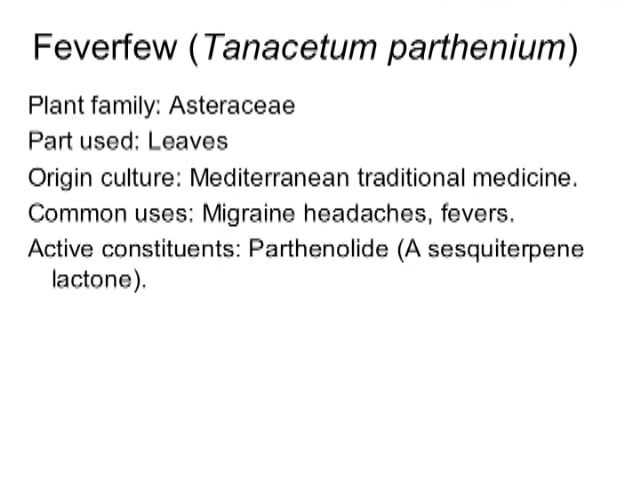 Feverfew (Tanacetum parthenium)
Plant family: Asteraceae
Part used: Leaves
Origin culture: Mediterranean traditional medicine.
Common uses: Migraine headaches, fevers.
Active constituents: Parthenolide (A sesquiterpene
lactone).